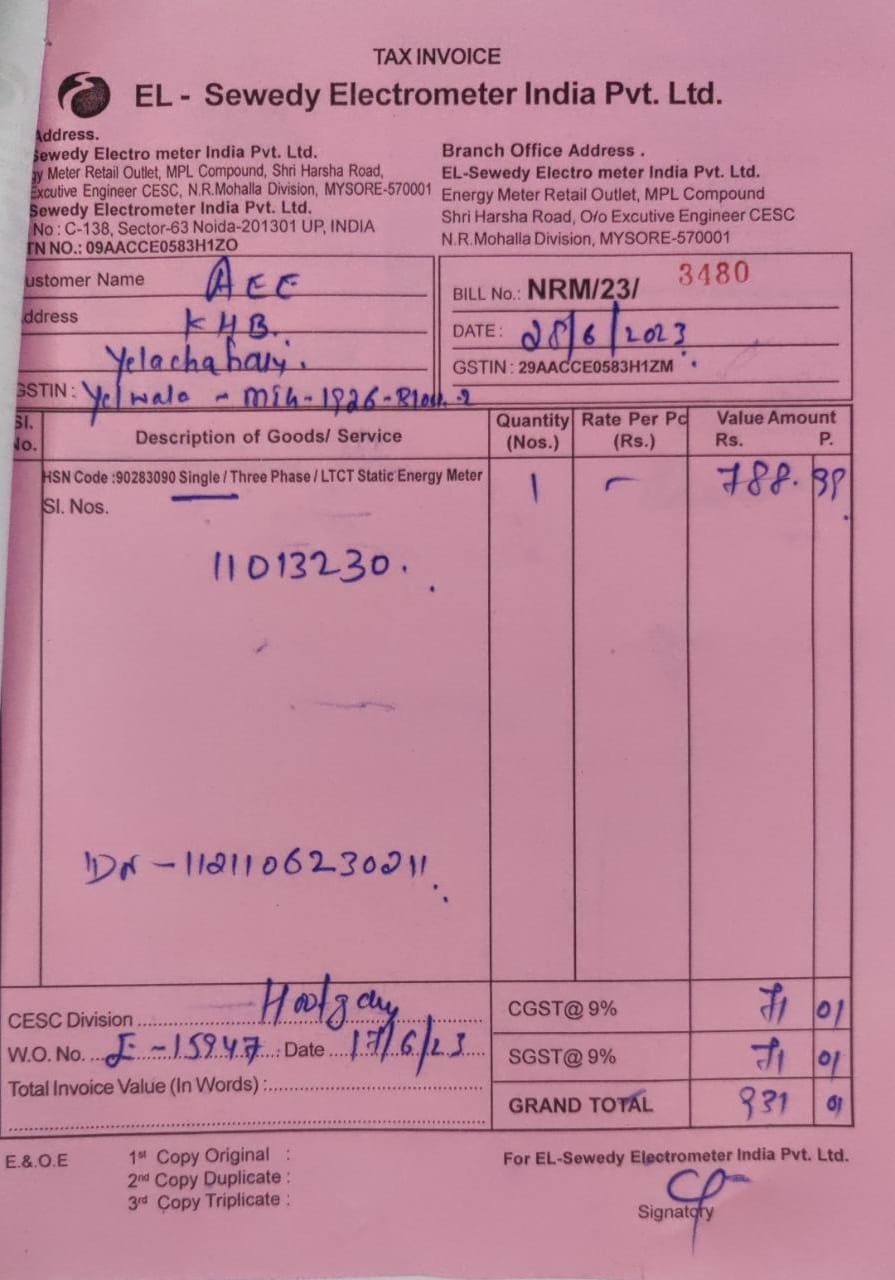 TAX INVOICE
EL - Sewedy Electrometer India Pvt. Ltd.
Address.
Sewedy Electro meter India Pvt. Ltd.
gy Meter Retail Outlet, MPL Compound, Shri Harsha Road,
Excutive Engineer CESC, N.R.Mohalla Division, MYSORE-570001
Sewedy Electrometer India Pvt. Ltd.
No : C-138, Sector-63 Noida-201301 UP, INDIA
TN NO.: 09AACCE0583H1ZO
Branch Office Address .
EL-Sewedy Electro meter India Pvt. Ltd.
Energy Meter Retail Outlet, MPL Compound
Shri Harsha Road, O/o Excutive Engineer CESC
N.R.Mohalla Division, MYSORE-570001
ustomer Name AEE
ddress KHB.
GSTIN : Yelwala - 1926-
BILL No.: NRM/23/ 3480
DATE : 28/6/2023
GSTIN : 29AACCE0583H1ZM
Sl. No. Description of Goods/ Service Quantity (Nos.) Rate Per Pc (Rs.) Value Amount Rs. P.
HSN Code :90283090 Single / Three Phase / LTCT Static Energy Meter 1 - 788. 99
Sl. Nos.
11013230.
DN - 1121106230211
CESC Division
W.O. No. E-15947 Date 17/6/23
Total Invoice Value (In Words) :
CGST@ 9% 71 01
SGST@ 9% 71 01
GRAND TOTAL 931 01
E.&.O.E
1st Copy Original :
2nd Copy Duplicate :
3rd Copy Triplicate :
For EL-Sewedy Electrometer India Pvt. Ltd.
Signatory